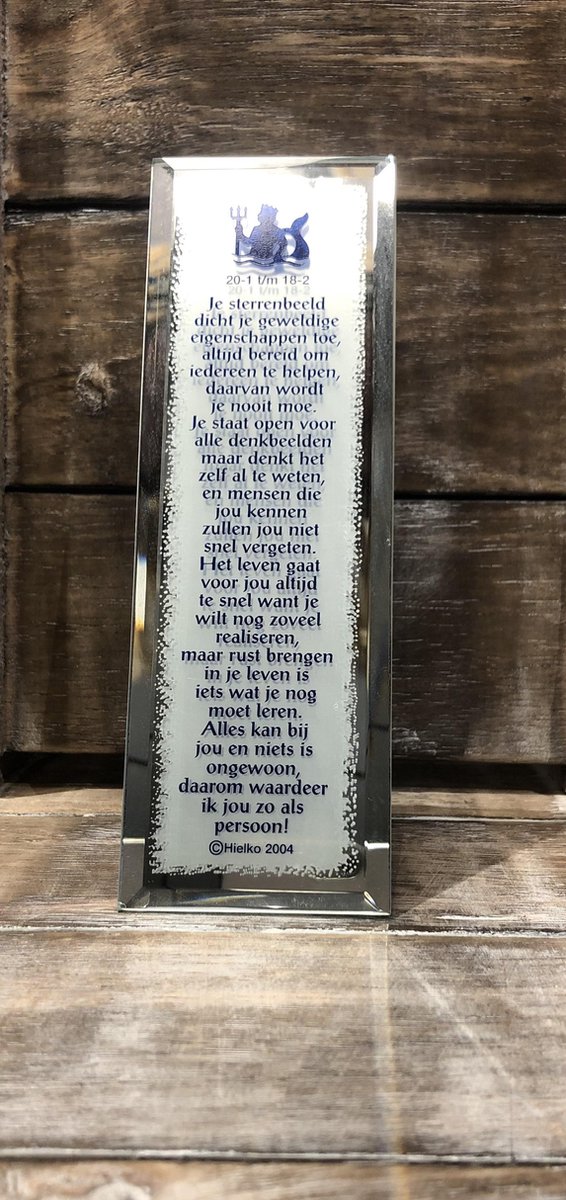 20-1 t/m 18-2
Je sterrenbeeld
dicht je geweldige
eigenschappen toe,
altijd bereid om
iedereen te helpen,
daarvan wordt
je nooit moe.
Je staat open voor
alle denkbeelden
maar denkt het
zelf al te weten,
en mensen die
jou kennen
zullen jou niet
snel vergeten.
Het leven gaat
voor jou altijd
te snel want je
wilt nog zoveel
realiseren,
maar rust brengen
in je leven is
iets wat je nog
moet leren.
Alles kan bij
jou en niets is
ongewoon,
daarom waardeer
ik jou zo als
persoon!
©Hielko 2004